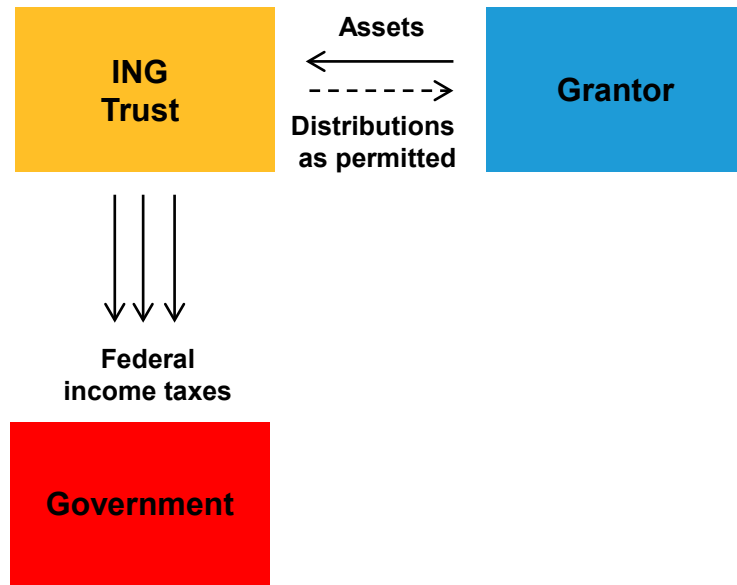 ING
Trust
Assets
Distributions
as permitted
Grantor
Federal
income taxes
Government